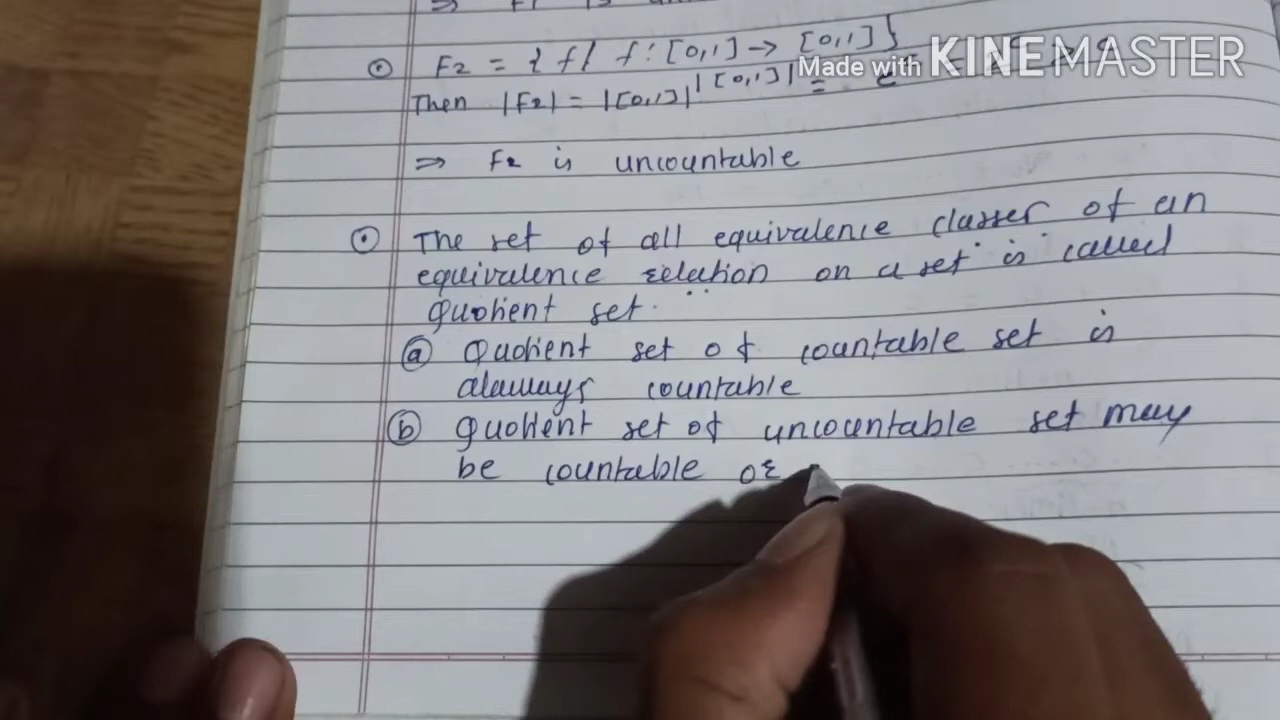 ⊙ F2 = { f / f : [0,1] → [0,1] }
Made with KINEMASTER
Then |F2| = |[0,1]|^|[0,1]| =
⇒ F2 is uncountable
⊙ The set of all equivalence classes of an
equivalence relation on a set is called
quotient set.
ⓐ Quotient set of countable set is
alawways countable
ⓑ quotient set of uncountable set may
be countable or